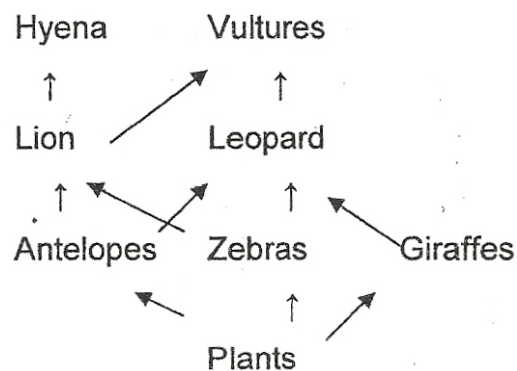 Hyena Vultures
Lion Leopard
Antelopes Zebras Giraffes
Plants